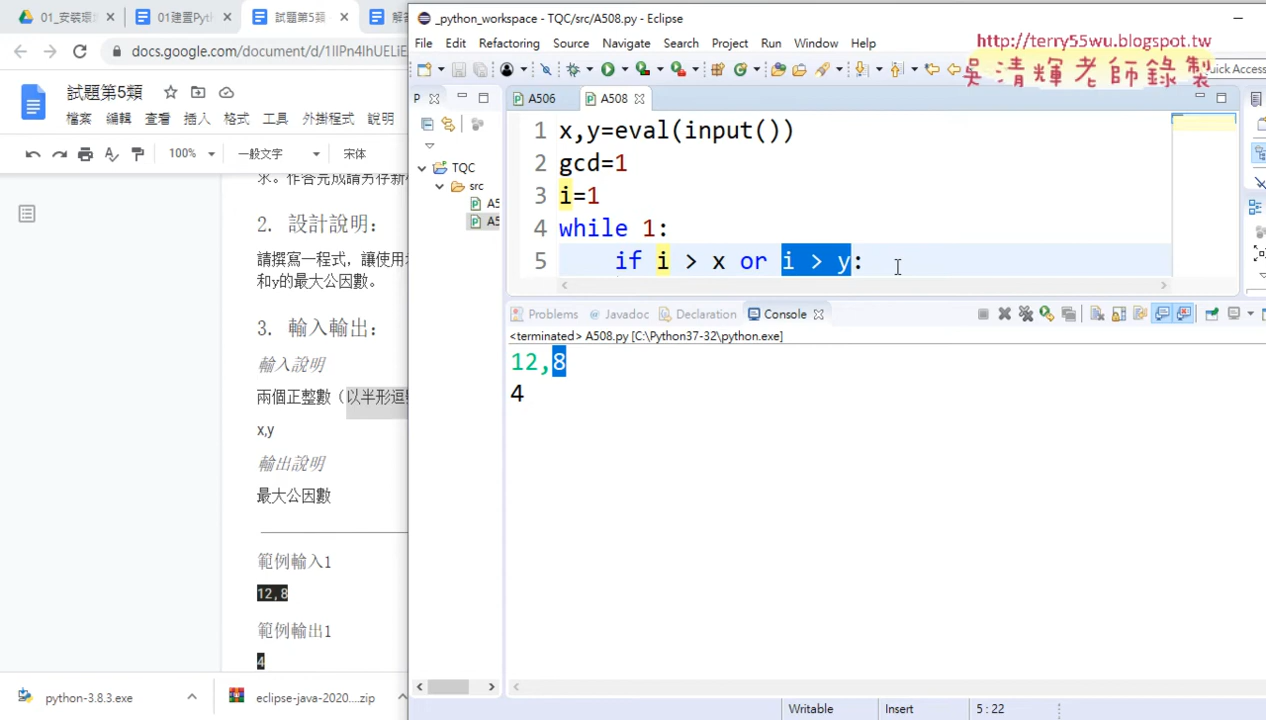 01_安裝環
01建置Pyt
試題第5類
docs.google.com/document/d/1IIPn4IhUELiE
試題第5類
檔案 編輯 查看 插入 格式 工具 外掛程式 說明
100% 一般文字 宋体
2. 設計說明:
請撰寫一程式，讓使用
和y的最大公因數。
3. 輸入輸出:
輸入說明
兩個正整數（以半形逗
x,y
輸出說明
最大公因數
範例輸入1
12,8
範例輸出1
4
python-3.8.3.exe
eclipse-java-2020....zip
_python_workspace - TQC/src/A508.py - Eclipse
File Edit Refactoring Source Navigate Search Project Run Window Help
http://terry55wu.blogspot.tw
吳清輝老師錄製
Quick Access
P
A506
A508
TQC
src
A5
A5
1 x,y=eval(input())
2 gcd=1
3 i=1
4 while 1:
5 if i > x or i > y:
Problems @ Javadoc Declaration Console
<terminated> A508.py [C:\Python37-32\python.exe]
12,8
4
Writable Insert 5 : 22